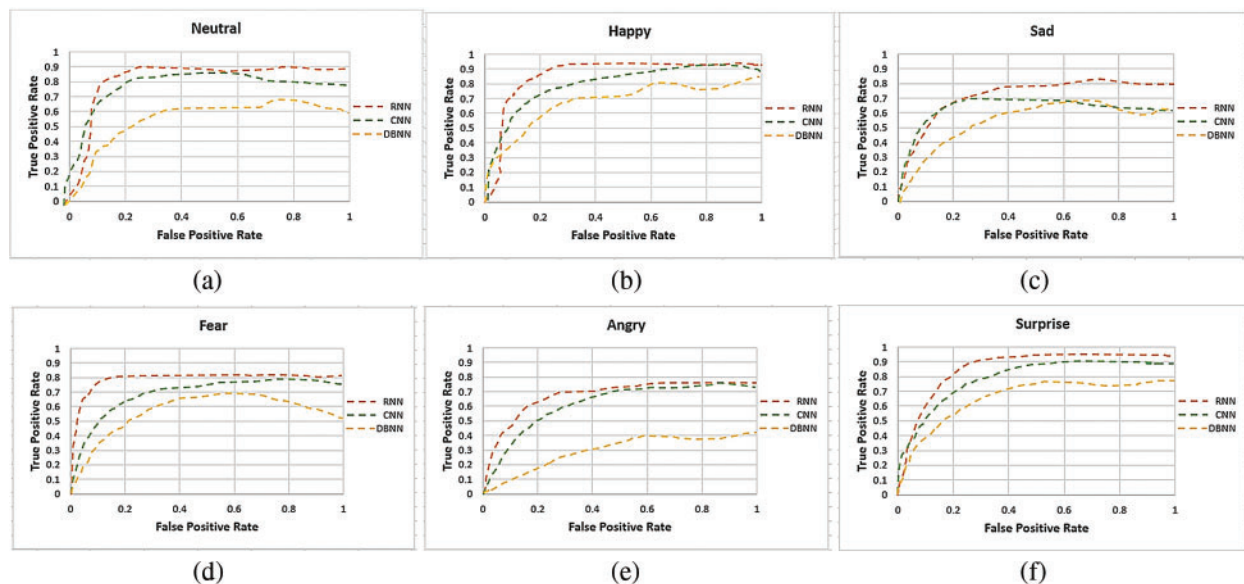 Neutral
True Positive Rate
1
0.9
0.8
0.7
0.6
0.5
0.4
0.3
0.2
0.1
0
0 0.2 0.4 0.6 0.8 1
False Positive Rate
RNN
CNN
DBNN
(a)
Happy
True Positive Rate
1
0.9
0.8
0.7
0.6
0.5
0.4
0.3
0.2
0.1
0
0 0.2 0.4 0.6 0.8 1
False Positive Rate
RNN
CNN
DBNN
(b)
Sad
True Positive Rate
1
0.9
0.8
0.7
0.6
0.5
0.4
0.3
0.2
0.1
0
0 0.2 0.4 0.6 0.8 1
False Positive Rate
RNN
CNN
DBNN
(c)
Fear
True Positive Rate
1
0.9
0.8
0.7
0.6
0.5
0.4
0.3
0.2
0.1
0
0 0.2 0.4 0.6 0.8 1
False Positive Rate
RNN
CNN
DBNN
(d)
Angry
True Positive Rate
1
0.9
0.8
0.7
0.6
0.5
0.4
0.3
0.2
0.1
0
0 0.2 0.4 0.6 0.8 1
False Positive Rate
RNN
CNN
DBNN
(e)
Surprise
True Positive Rate
1
0.9
0.8
0.7
0.6
0.5
0.4
0.3
0.2
0.1
0
0 0.2 0.4 0.6 0.8 1
False Positive Rate
RNN
CNN
DBNN
(f)